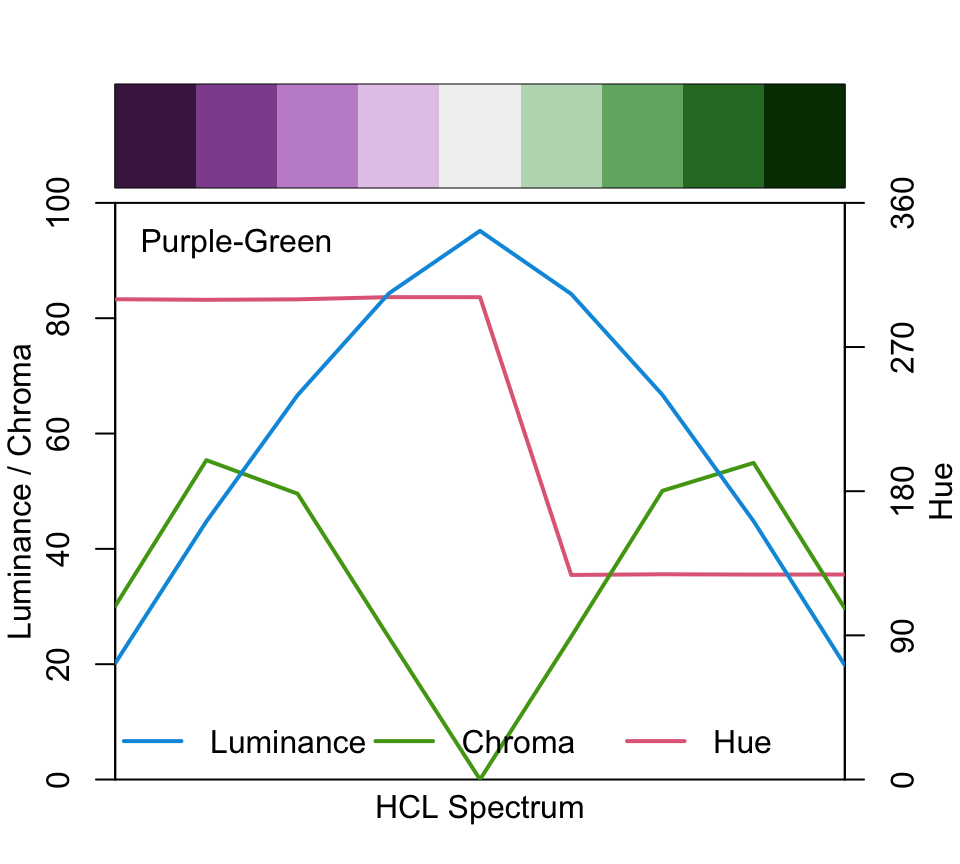 Purple-Green
100
80
60
40
20
0
Luminance / Chroma
360
270
180
90
0
Hue
Luminance Chroma Hue
HCL Spectrum